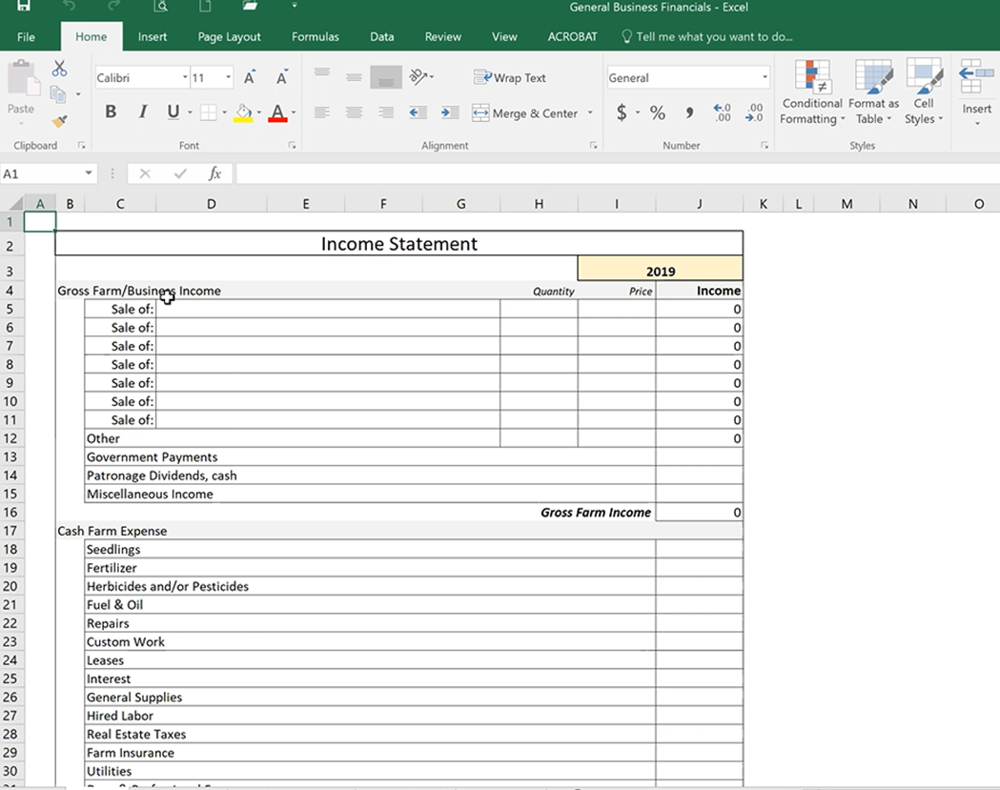 General Business Financials - Excel
File Home Insert Page Layout Formulas Data Review View ACROBAT Tell me what you want to do...
Calibri 11 Wrap Text General
Paste B I U Merge & Center $ % , .00 .00 Conditional Formatting Format as Table Cell Styles Insert
Clipboard Font Alignment Number Styles
A1 fx
A B C D E F G H I J K L M N O
1
2 Income Statement
3 2019
4 Gross Farm/Business Income Quantity Price Income
5 Sale of: 0
6 Sale of: 0
7 Sale of: 0
8 Sale of: 0
9 Sale of: 0
10 Sale of: 0
11 Sale of: 0
12 Other 0
13 Government Payments
14 Patronage Dividends, cash
15 Miscellaneous Income
16 Gross Farm Income 0
17 Cash Farm Expense
18 Seedlings
19 Fertilizer
20 Herbicides and/or Pesticides
21 Fuel & Oil
22 Repairs
23 Custom Work
24 Leases
25 Interest
26 General Supplies
27 Hired Labor
28 Real Estate Taxes
29 Farm Insurance
30 Utilities